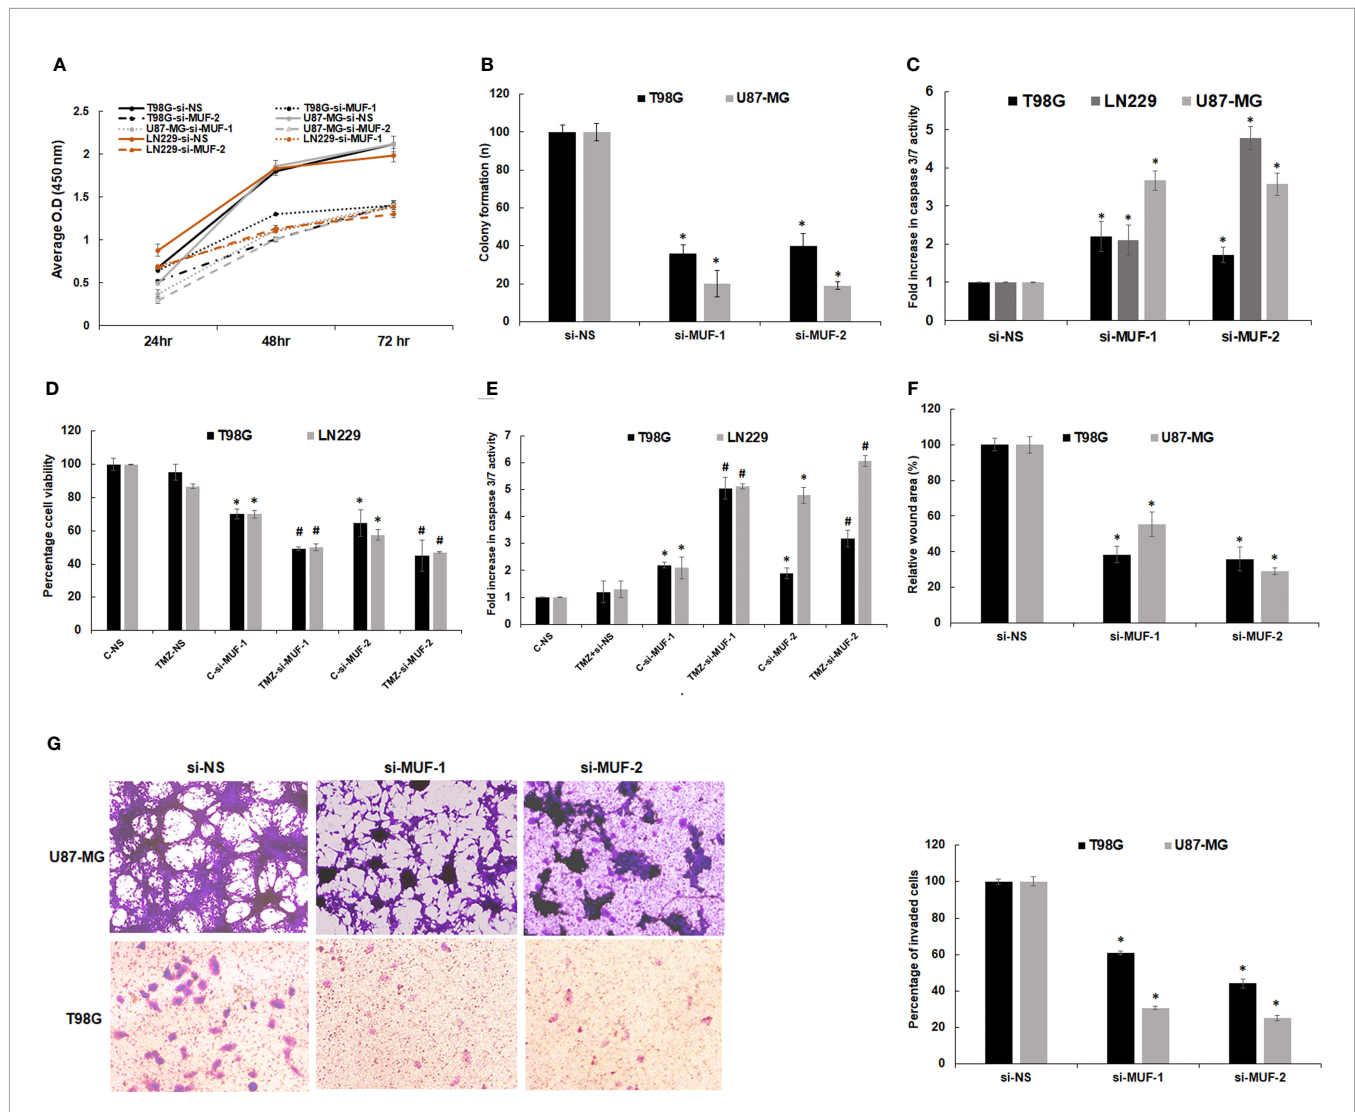 A
T98G-si-NS
T98G-si-MUF-1
T98G-si-MUF-2
U87-MG-si-NS
U87-MG-si-MUF-1
U87-MG-si-MUF-2
LN229-si-NS
LN229-si-MUF-1
LN229-si-MUF-2
Average O.D (450 nm)
2.5
2
1.5
1
0.5
0
24hr
48hr
72 hr
B
T98G
U87-MG
Colony formation (n)
120
100
80
60
40
20
0
*
*
*
*
si-NS
si-MUF-1
si-MUF-2
C
T98G
LN229
U87-MG
Fold increase in caspase 3/7 activity
6
5
4
3
2
1
0
*
*
*
*
*
*
si-NS
si-MUF-1
si-MUF-2
D
T98G
LN229
Percentage ccell viability
120
100
80
60
40
20
0
*
*
#
#
*
*
#
#
C-NS
TMZ-NS
C-si-MUF-1
TMZ-si-MUF-1
C-si-MUF-2
TMZ-si-MUF-2
E
T98G
LN229
Fold increase in caspase 3/7 activity
7
6
5
4
3
2
1
0
*
*
#
#
*
*
#
#
C-NS
TMZ+si-NS
C-si-MUF-1
TMZ-si-MUF-1
C-si-MUF-2
TMZ-si-MUF-2
F
T98G
U87-MG
Relative wound area (%)
120
100
80
60
40
20
0
*
*
*
*
si-NS
si-MUF-1
si-MUF-2
G
si-NS
si-MUF-1
si-MUF-2
U87-MG
T98G
T98G
U87-MG
Percentage of invaded cells
120
100
80
60
40
20
0
*
*
*
*
si-NS
si-MUF-1
si-MUF-2